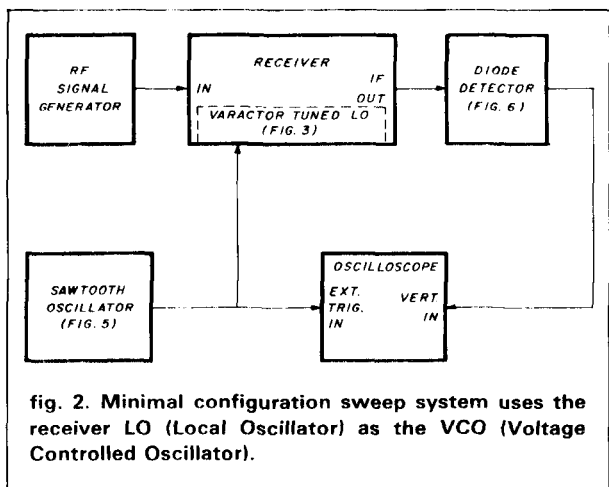 RF
SIGNAL
GENERATOR
RECEIVER
IN
IF
OUT
VARACTOR TUNED LO
(FIG. 3)
DIODE
DETECTOR
(FIG. 6)
SAWTOOTH
OSCILLATOR
(FIG. 5)
OSCILLOSCOPE
EXT.
TRIG.
IN
VERT.
IN
fig. 2. Minimal configuration sweep system uses the
receiver LO (Local Oscillator) as the VCO (Voltage
Controlled Oscillator).